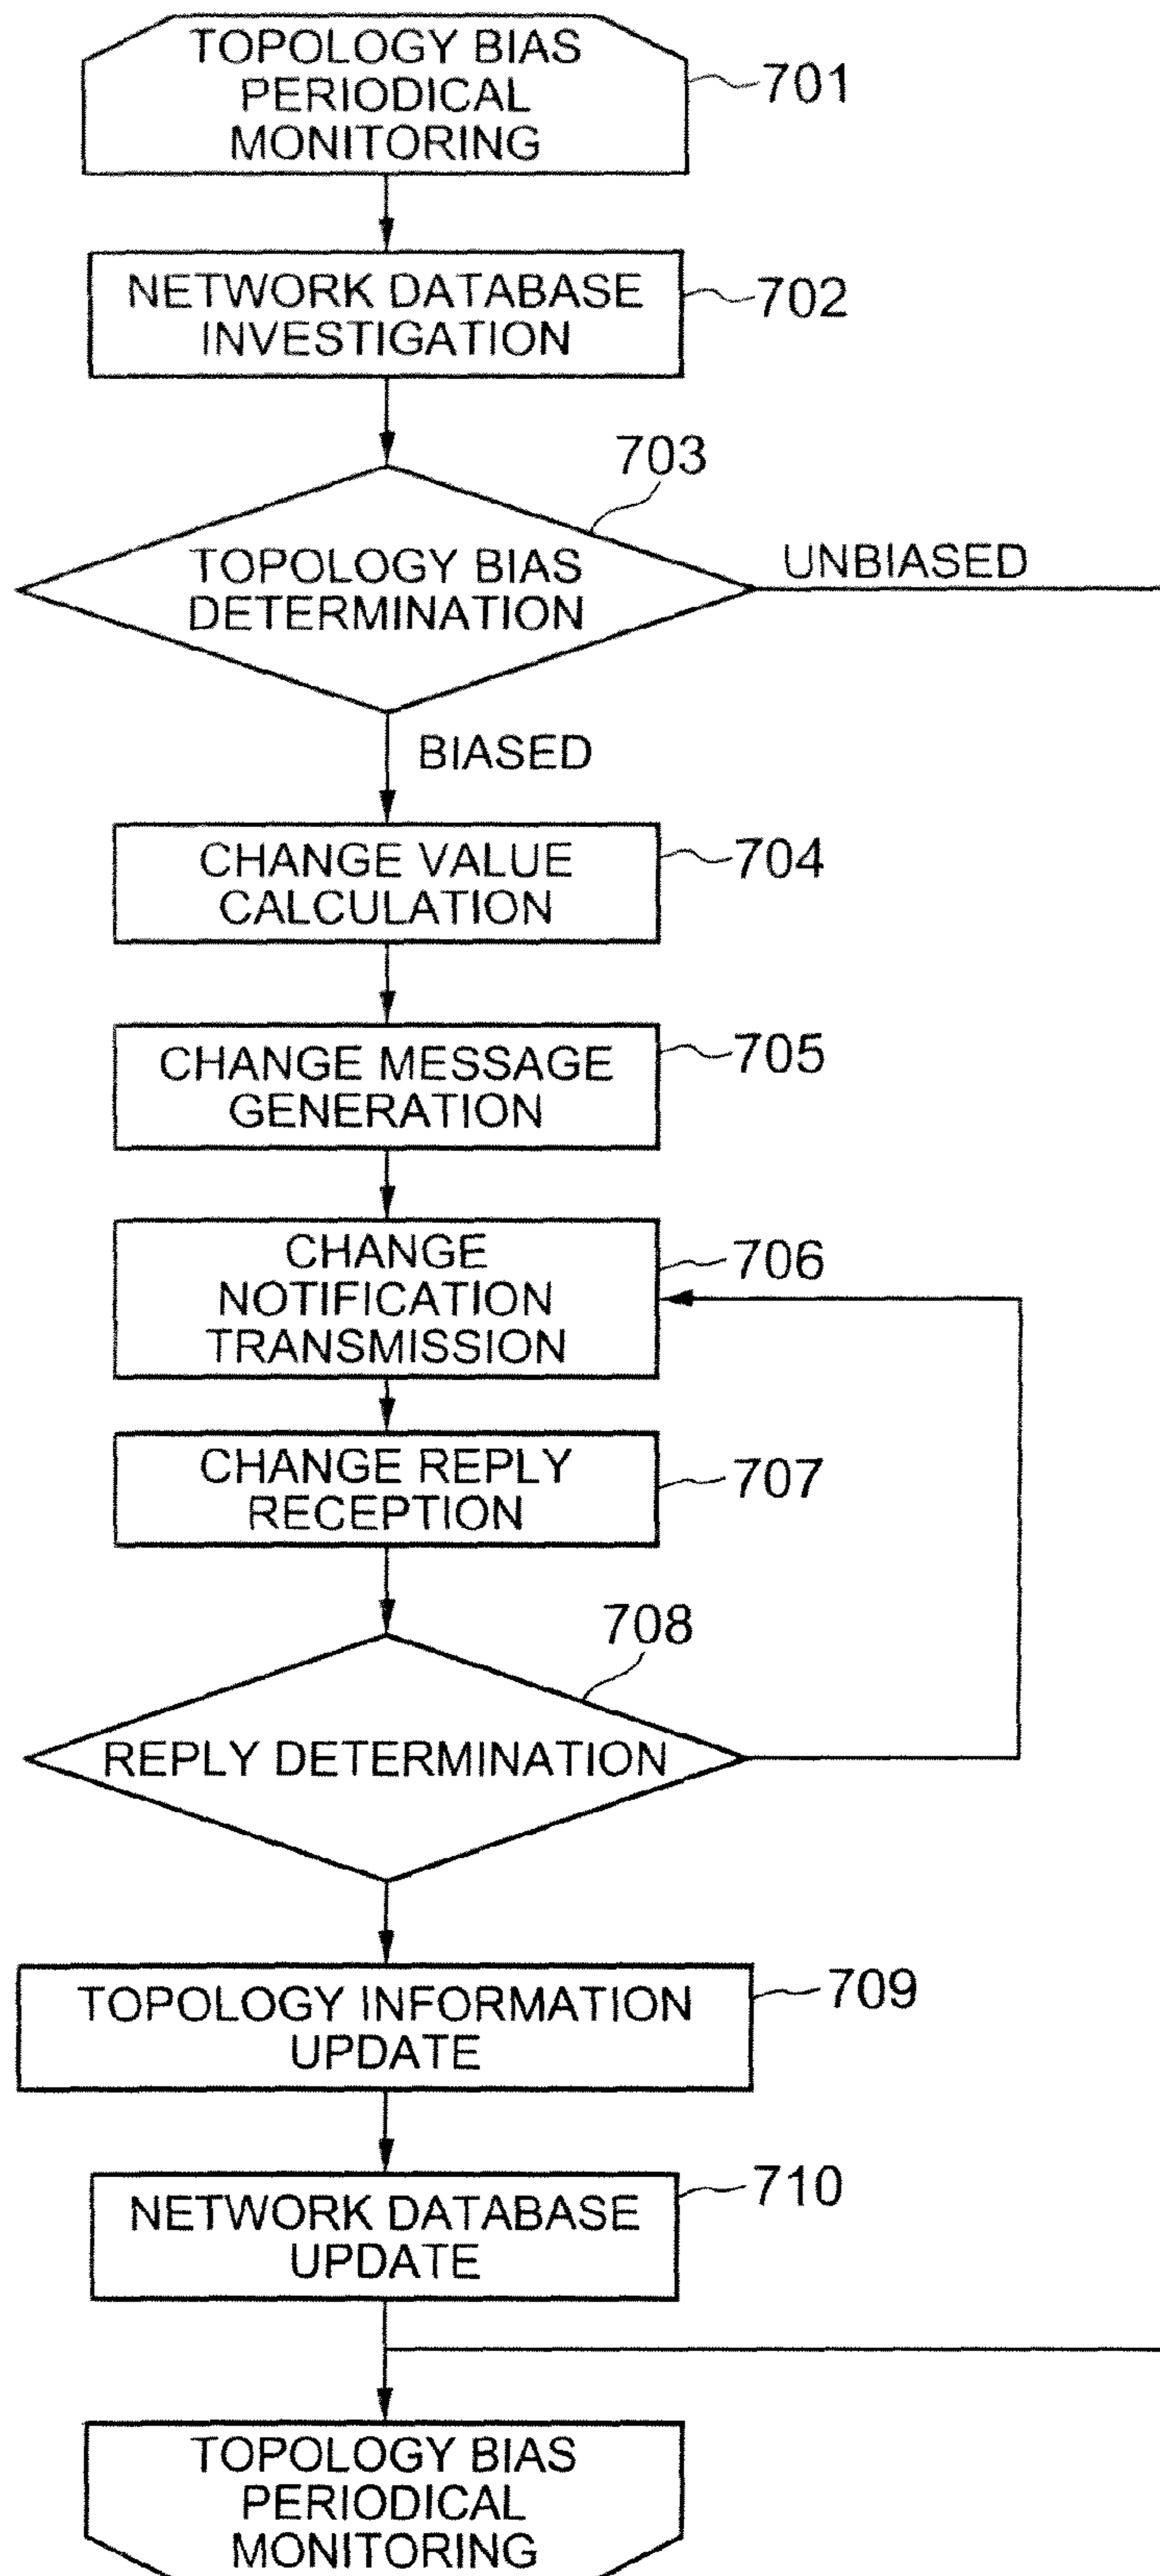 TOPOLOGY BIAS
PERIODICAL
MONITORING
701
NETWORK DATABASE
INVESTIGATION
702
703
TOPOLOGY BIAS
DETERMINATION
UNBIASED
BIASED
CHANGE VALUE
CALCULATION
704
CHANGE MESSAGE
GENERATION
705
CHANGE
NOTIFICATION
TRANSMISSION
706
CHANGE REPLY
RECEPTION
707
708
REPLY DETERMINATION
TOPOLOGY INFORMATION
UPDATE
709
NETWORK DATABASE
UPDATE
710
TOPOLOGY BIAS
PERIODICAL
MONITORING